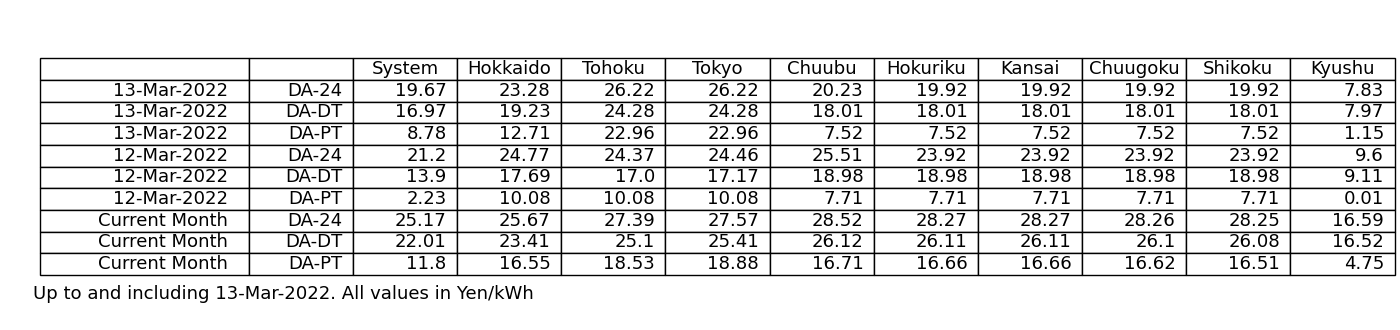 System Hokkaido Tohoku Tokyo Chuubu Hokuriku Kansai Chuugoku Shikoku Kyushu
13-Mar-2022 DA-24 19.67 23.28 26.22 26.22 20.23 19.92 19.92 19.92 19.92 7.83
13-Mar-2022 DA-DT 16.97 19.23 24.28 24.28 18.01 18.01 18.01 18.01 18.01 7.97
13-Mar-2022 DA-PT 8.78 12.71 22.96 22.96 7.52 7.52 7.52 7.52 7.52 1.15
12-Mar-2022 DA-24 21.2 24.77 24.37 24.46 25.51 23.92 23.92 23.92 23.92 9.6
12-Mar-2022 DA-DT 13.9 17.69 17.0 17.17 18.98 18.98 18.98 18.98 18.98 9.11
12-Mar-2022 DA-PT 2.23 10.08 10.08 10.08 7.71 7.71 7.71 7.71 7.71 0.01
Current Month DA-24 25.17 25.67 27.39 27.57 28.52 28.27 28.27 28.26 28.25 16.59
Current Month DA-DT 22.01 23.41 25.1 25.41 26.12 26.11 26.11 26.1 26.08 16.52
Current Month DA-PT 11.8 16.55 18.53 18.88 16.71 16.66 16.66 16.62 16.51 4.75
Up to and including 13-Mar-2022. All values in Yen/kWh